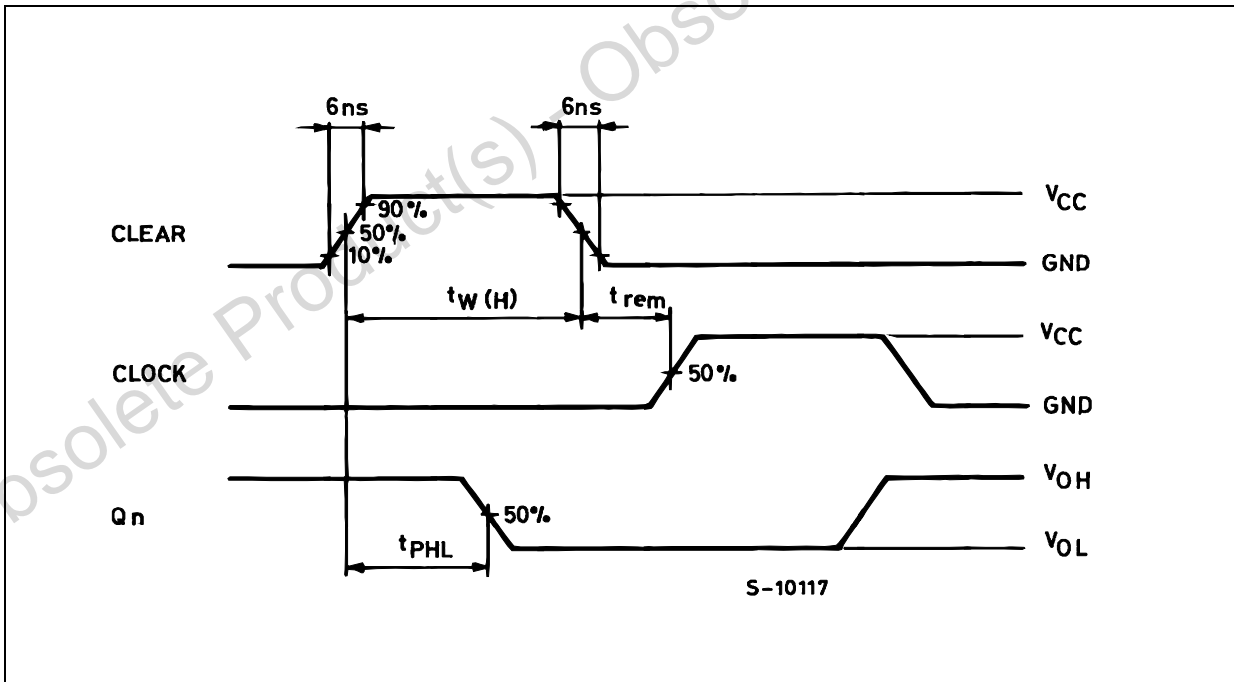 Obsolete Product(s) - Obso
6ns 6ns
VCC
90%
CLEAR 50%
10%
GND
tW (H) trem
VCC
CLOCK 50%
GND
VOH
Qn 50%
tPHL VOL
S-10117